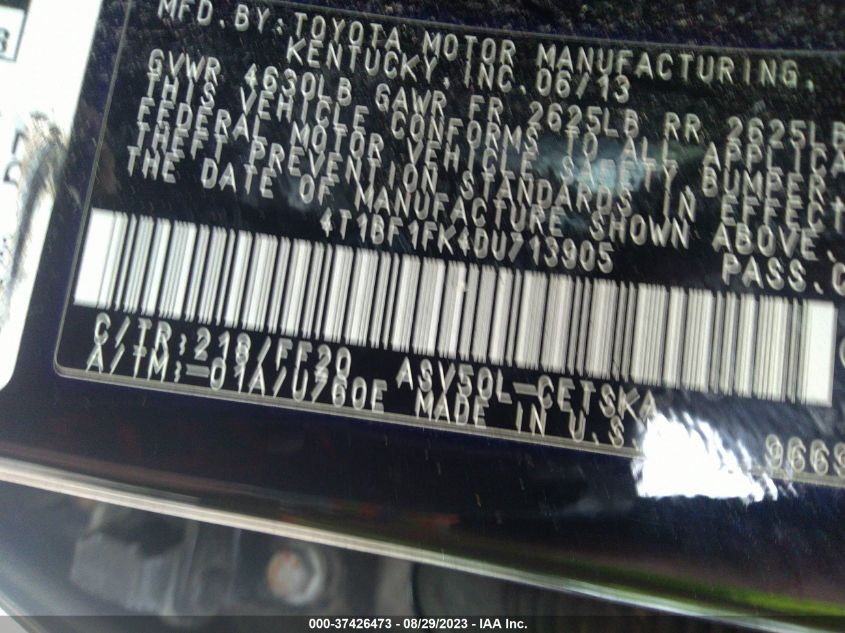 MFD.BY:TOYOTA MOTOR MANUFACTURING,
KENTUCKY, INC. 06/13
GVWR 4630LB GAWR FR 2625LB RR 2625LB
THIS VEHICLE CONFORMS TO ALL APPLICA
FEDERAL MOTOR VEHICLE SAFETY, BUMPER,
THEFT PREVENTION STANDARDS IN EFFECT
THE DATE OF MANUFACTURE SHOWN ABOVE.
4T1BF1FK4DU713905
PASS.C
C/TR:218/FF20
ASV50L-CETSKA
A/TM:-01A/U760E
MADE IN U.S.
9669
000-37426473 - 08/29/2023 - IAA Inc.